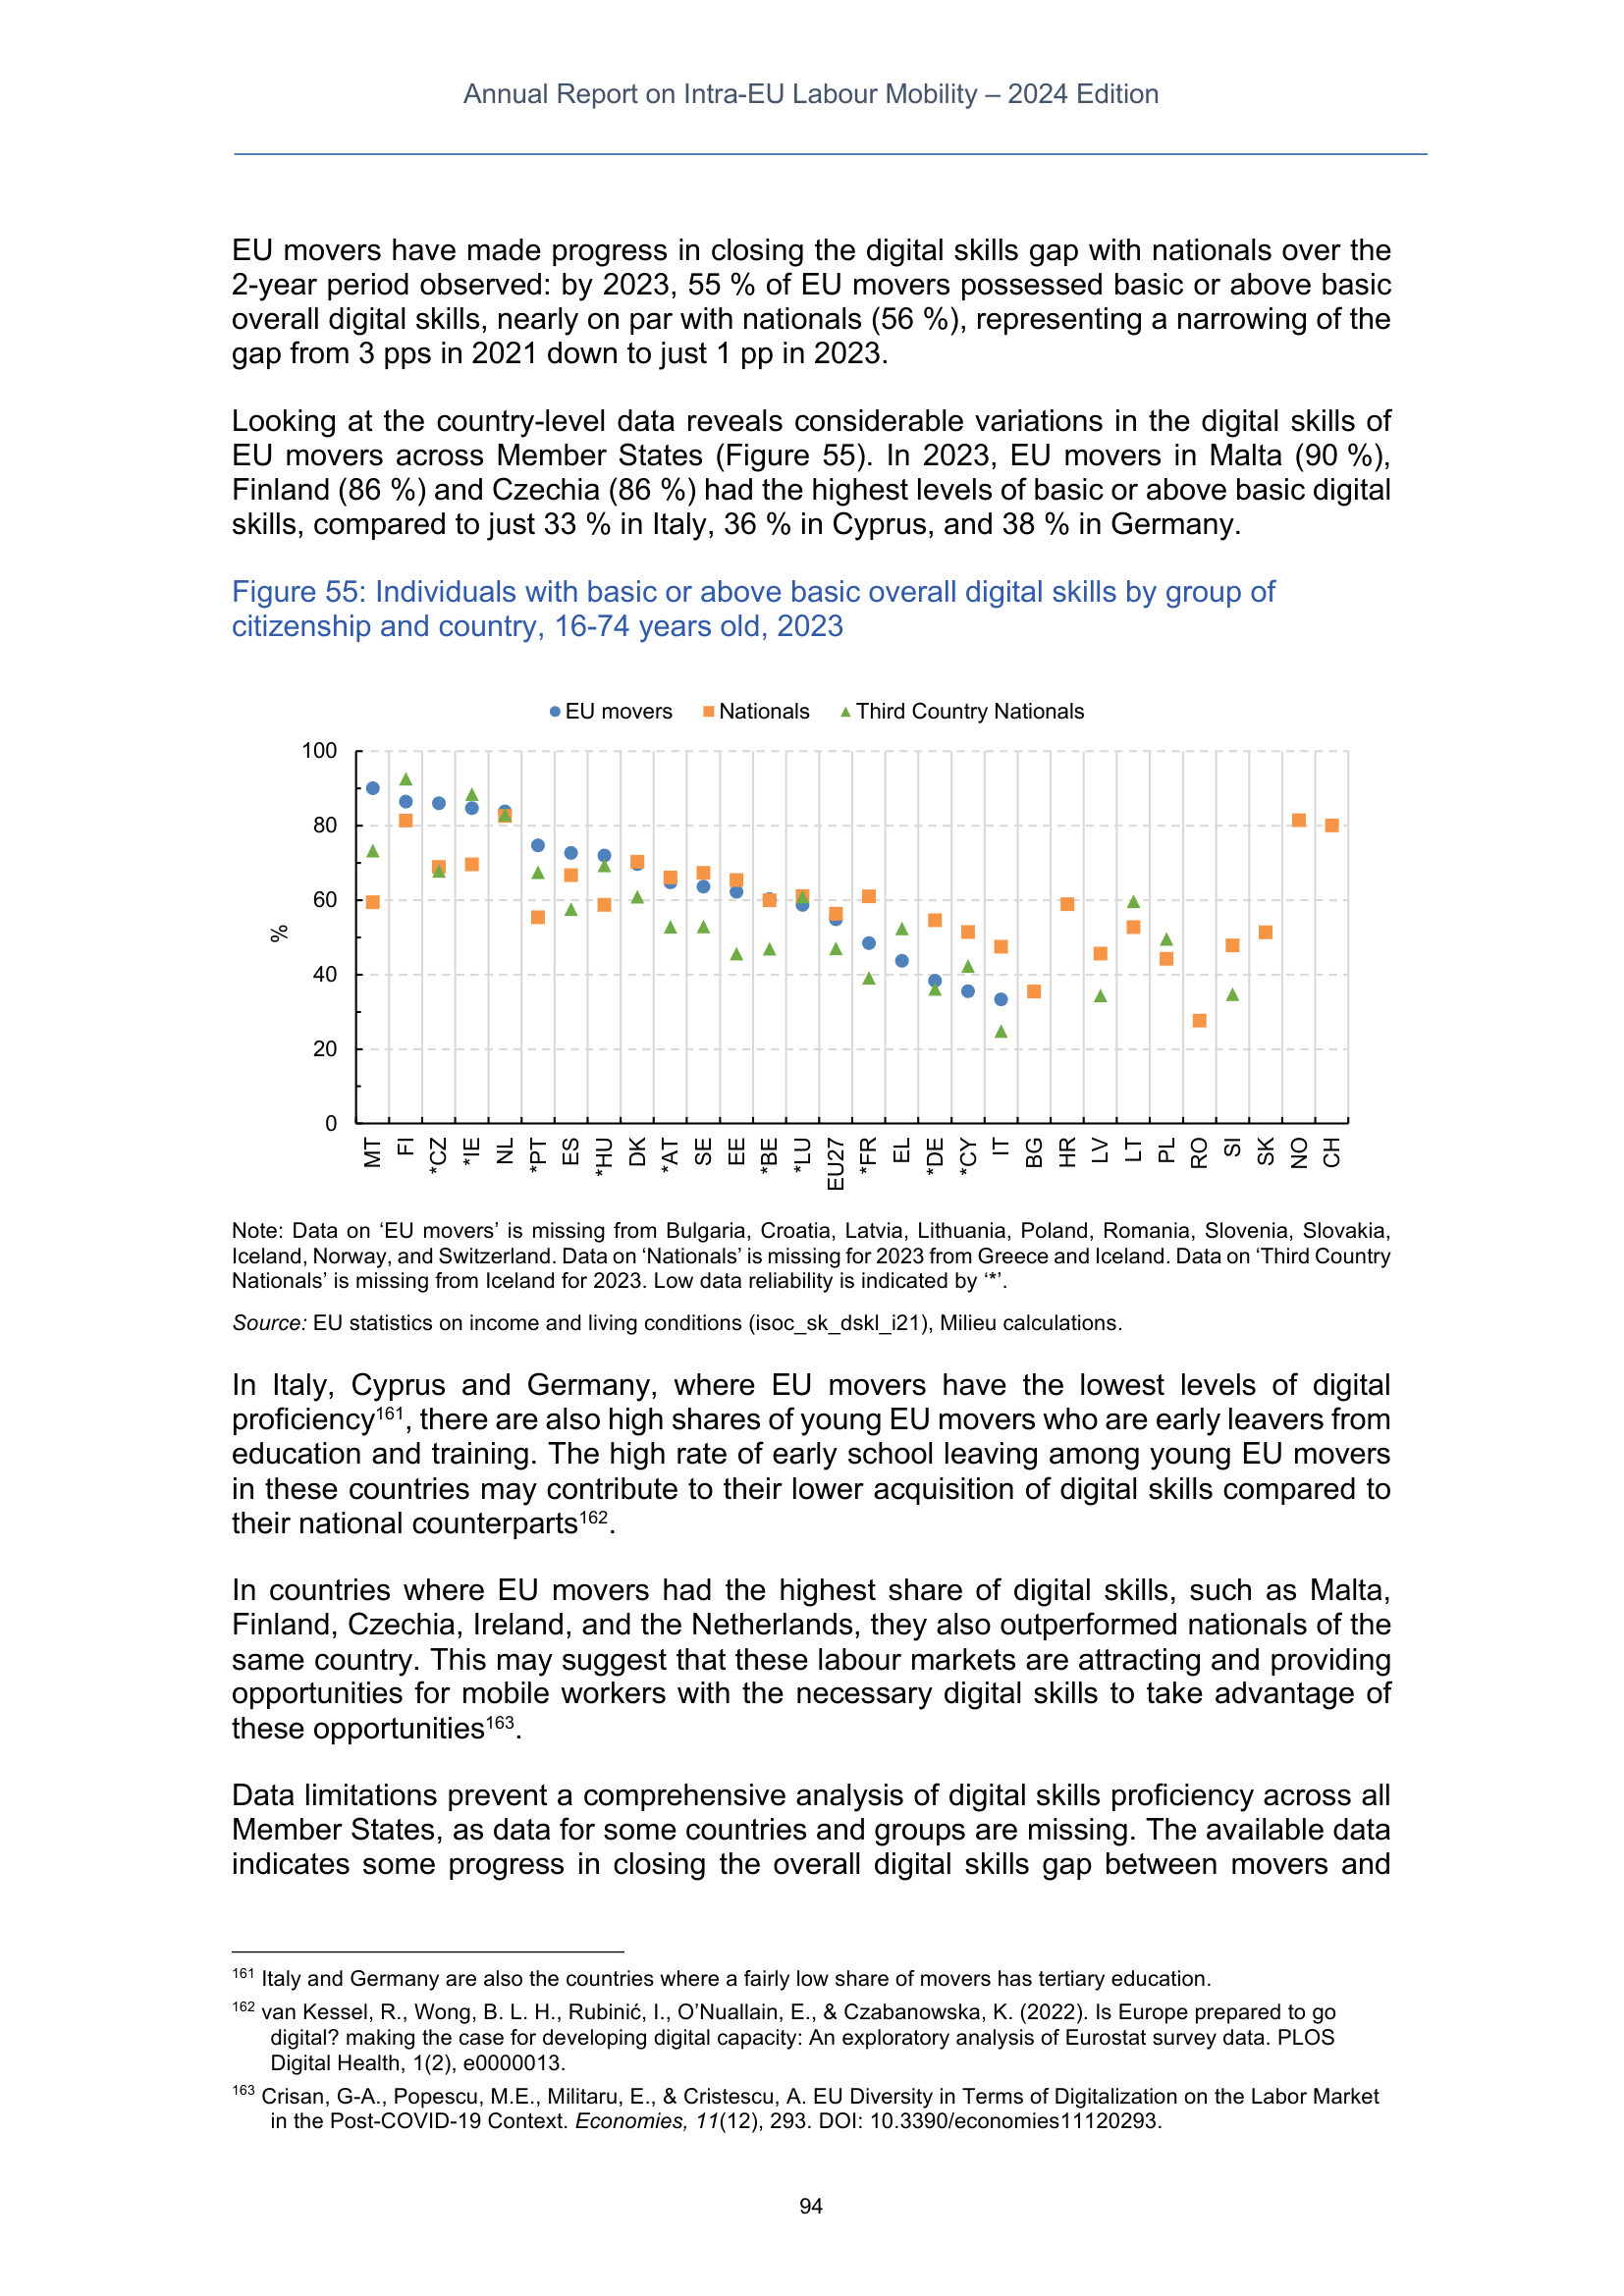 Annual Report on Intra-EU Labour Mobility – 2024 Edition
EU movers have made progress in closing the digital skills gap with nationals over the
2-year period observed: by 2023, 55 % of EU movers possessed basic or above basic
overall digital skills, nearly on par with nationals (56 %), representing a narrowing of the
gap from 3 pps in 2021 down to just 1 pp in 2023.
Looking at the country-level data reveals considerable variations in the digital skills of
EU movers across Member States (Figure 55). In 2023, EU movers in Malta (90 %),
Finland (86 %) and Czechia (86 %) had the highest levels of basic or above basic digital
skills, compared to just 33 % in Italy, 36 % in Cyprus, and 38 % in Germany.
Figure 55: Individuals with basic or above basic overall digital skills by group of
citizenship and country, 16-74 years old, 2023
EU movers Nationals Third Country Nationals
100
80
60
40
20
0
%
MT FI *CZ *IE NL *PT ES *HU DK *AT SE EE *BE *LU EU27 *FR EL *DE *CY IT BG HR LV LT PL RO SI SK NO CH
Note: Data on ‘EU movers’ is missing from Bulgaria, Croatia, Latvia, Lithuania, Poland, Romania, Slovenia, Slovakia,
Iceland, Norway, and Switzerland. Data on ‘Nationals’ is missing for 2023 from Greece and Iceland. Data on ‘Third Country
Nationals’ is missing from Iceland for 2023. Low data reliability is indicated by ‘*’.
Source: EU statistics on income and living conditions (isoc_sk_dskl_i21), Milieu calculations.
In Italy, Cyprus and Germany, where EU movers have the lowest levels of digital
proficiency161, there are also high shares of young EU movers who are early leavers from
education and training. The high rate of early school leaving among young EU movers
in these countries may contribute to their lower acquisition of digital skills compared to
their national counterparts162.
In countries where EU movers had the highest share of digital skills, such as Malta,
Finland, Czechia, Ireland, and the Netherlands, they also outperformed nationals of the
same country. This may suggest that these labour markets are attracting and providing
opportunities for mobile workers with the necessary digital skills to take advantage of
these opportunities163.
Data limitations prevent a comprehensive analysis of digital skills proficiency across all
Member States, as data for some countries and groups are missing. The available data
indicates some progress in closing the overall digital skills gap between movers and
161 Italy and Germany are also the countries where a fairly low share of movers has tertiary education.
162 van Kessel, R., Wong, B. L. H., Rubinić, I., O’Nuallain, E., & Czabanowska, K. (2022). Is Europe prepared to go
digital? making the case for developing digital capacity: An exploratory analysis of Eurostat survey data. PLOS
Digital Health, 1(2), e0000013.
163 Crisan, G-A., Popescu, M.E., Militaru, E., & Cristescu, A. EU Diversity in Terms of Digitalization on the Labor Market
in the Post-COVID-19 Context. Economies, 11(12), 293. DOI: 10.3390/economies11120293.
94